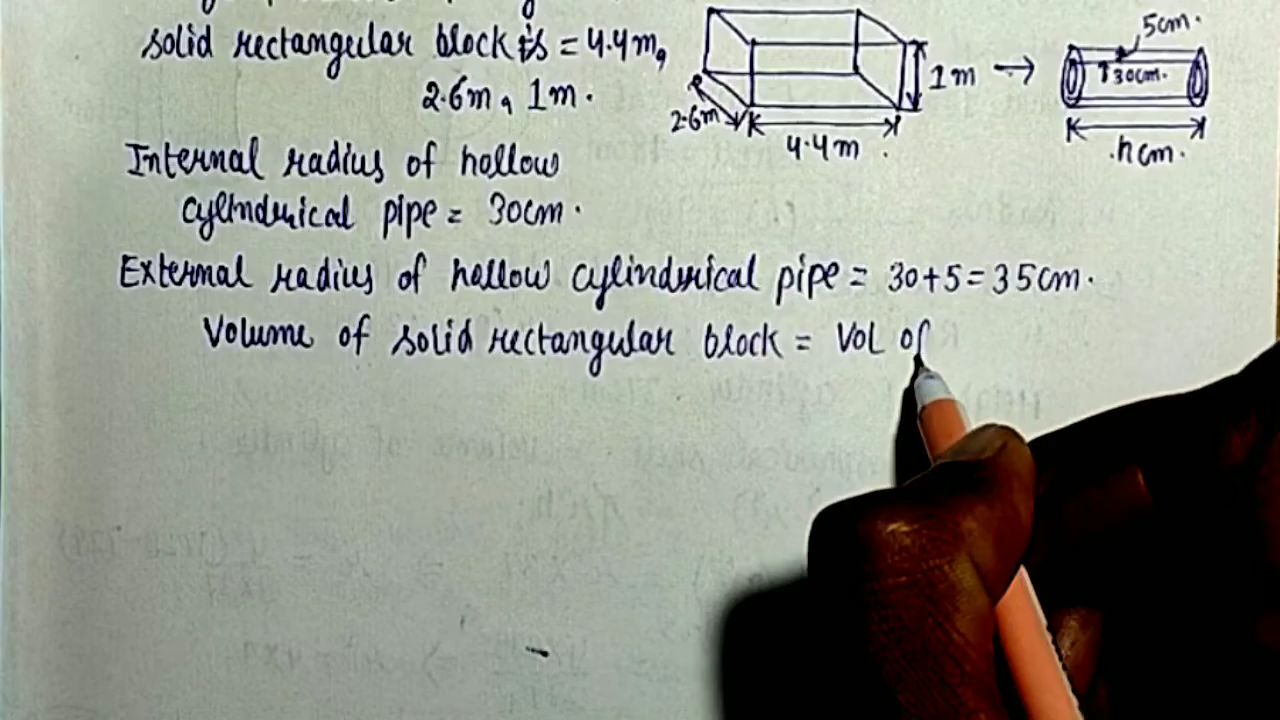 solid rectangular block is = 4.4m,
2.6m, 1m.
5cm.
30cm.
1m →
2.6m
4.4m.
.hcm.
Internal radius of hollow
cylindrical pipe = 30cm.
External radius of hollow cylindrical pipe = 30+5=35cm.
Volume of solid rectangular block = Vol of